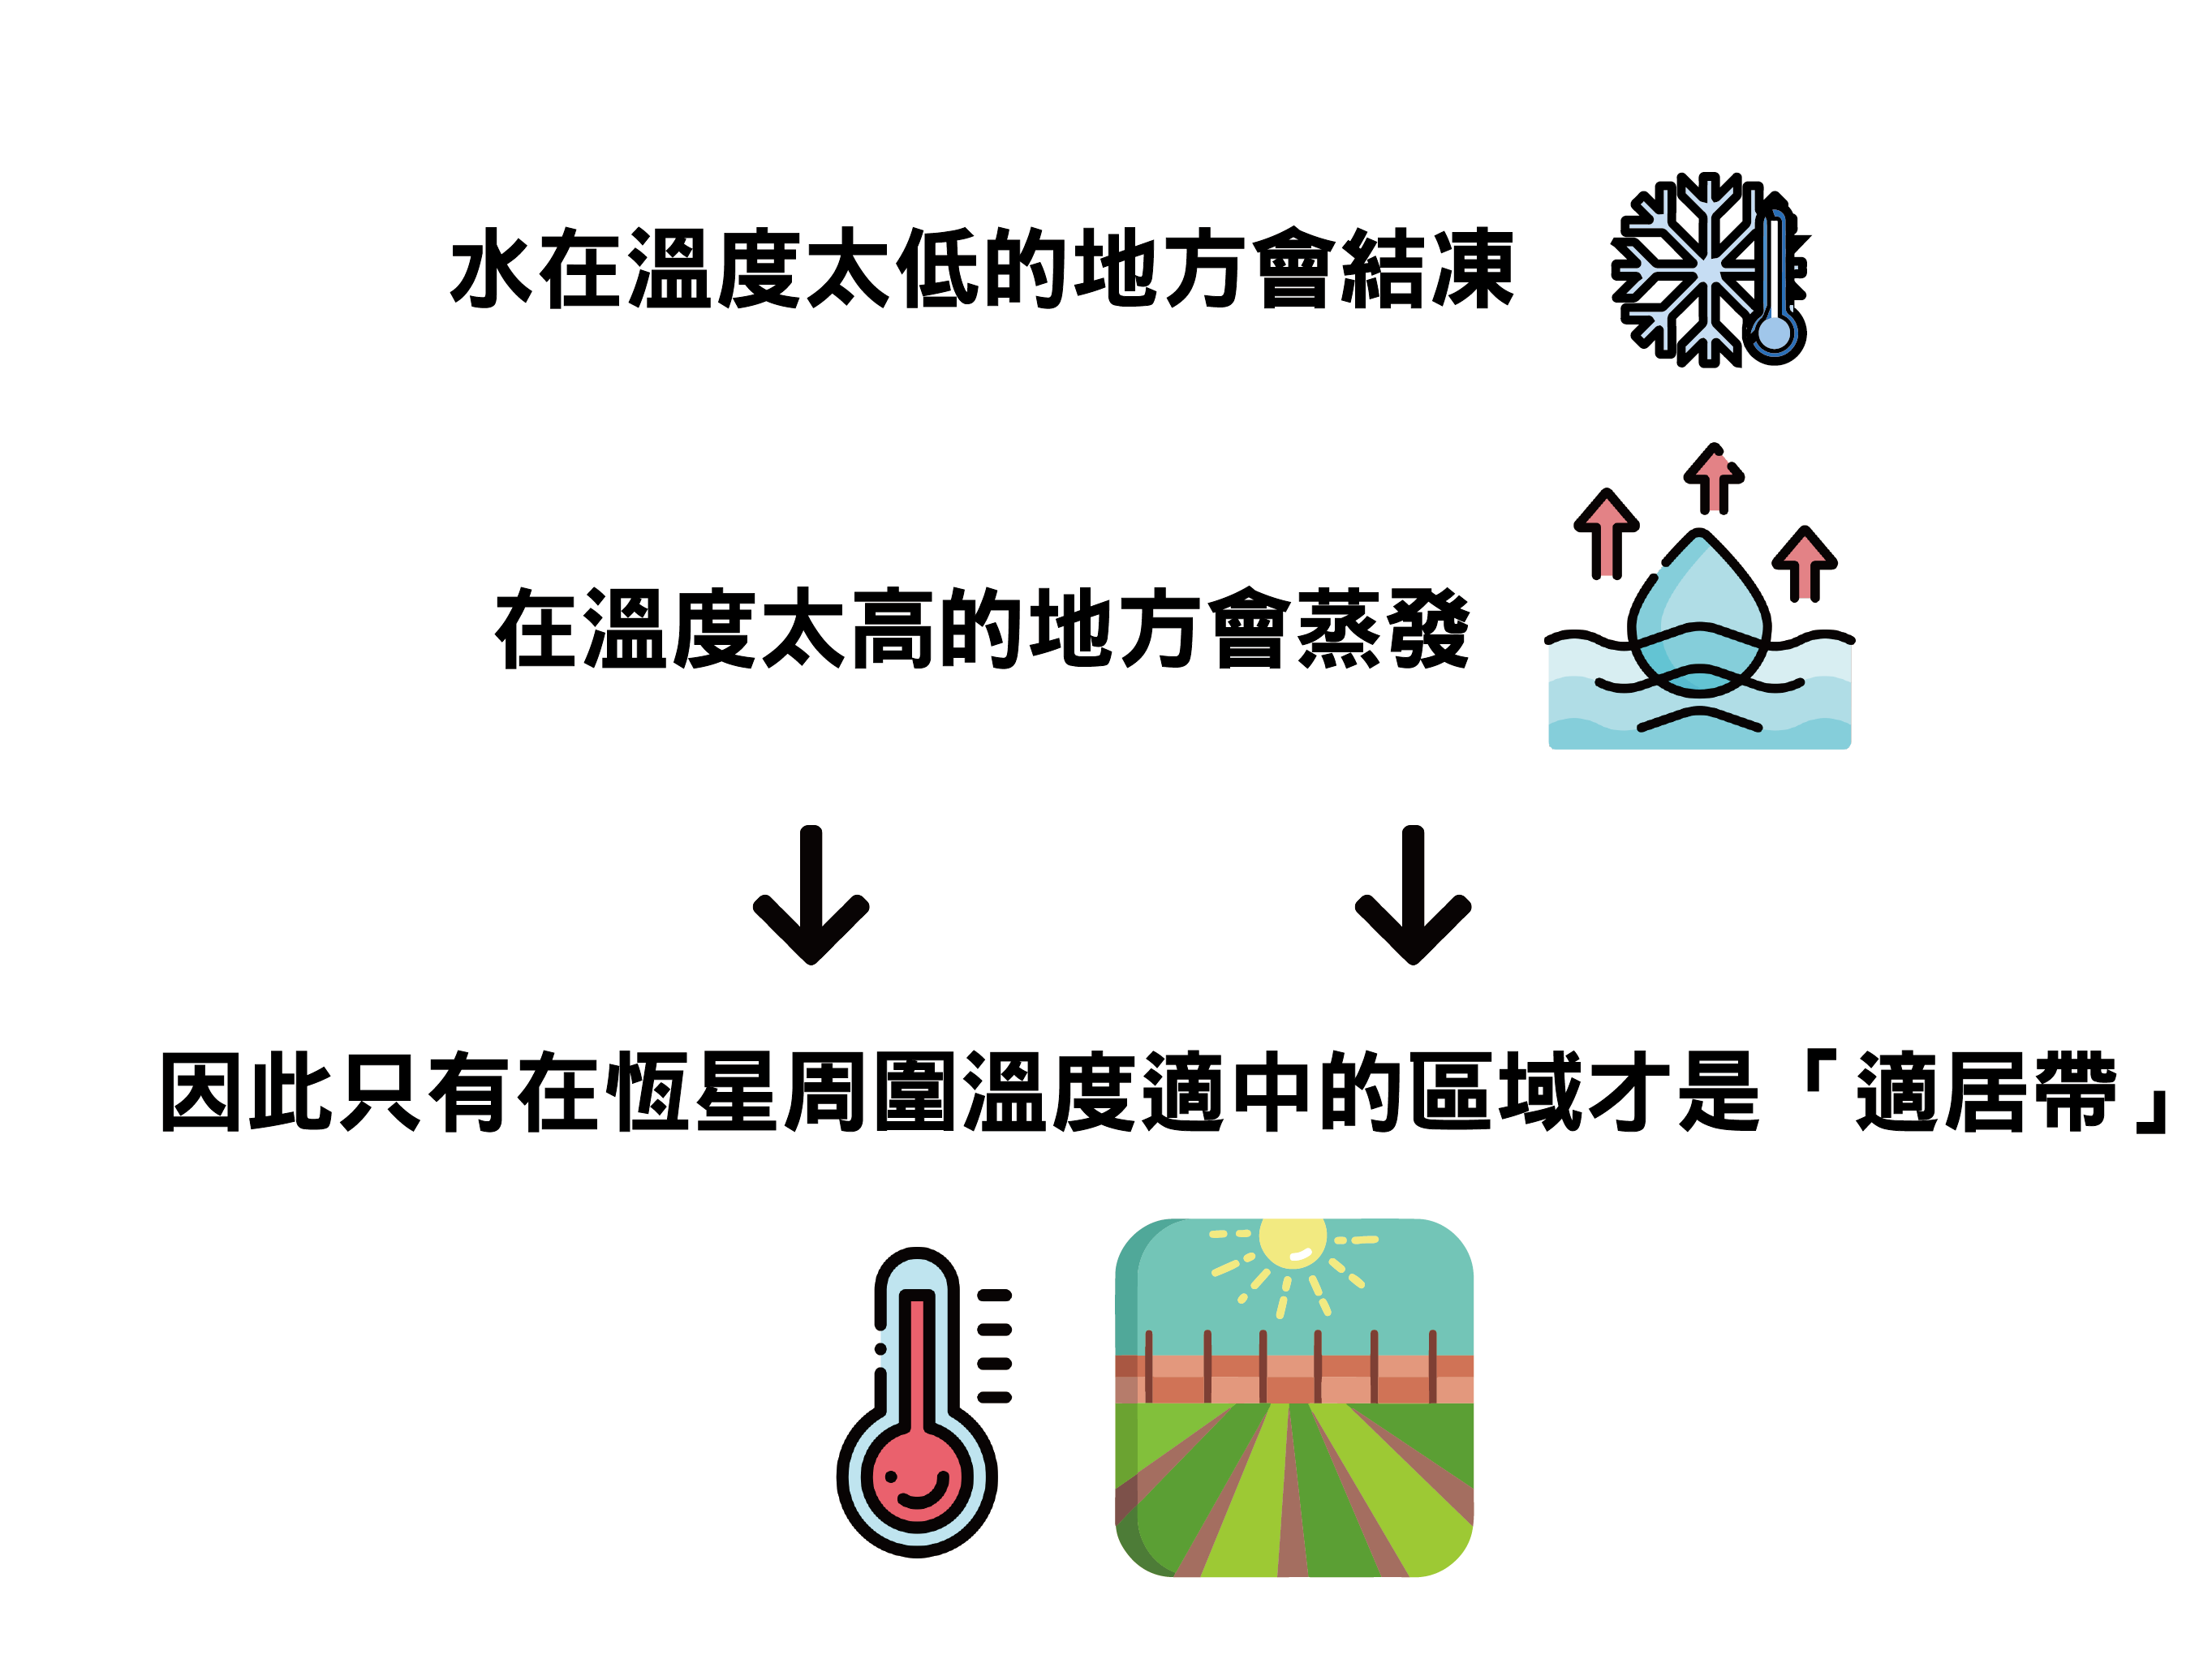 水在溫度太低的地方會結凍
在溫度太高的地方會蒸發
因此只有在恆星周圍溫度適中的區域才是「適居帶」